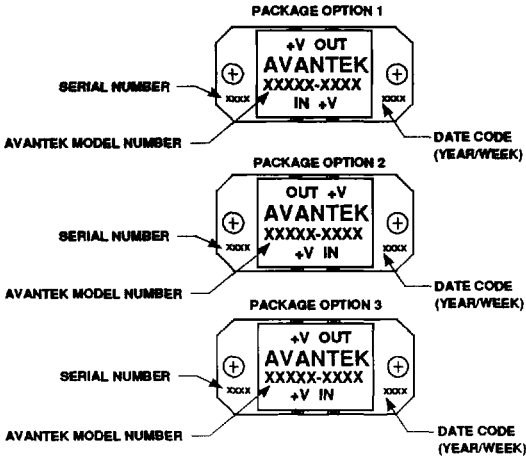 PACKAGE OPTION 1
+V OUT
AVANTEK
XXXXX-XXXX
IN +V
SERIAL NUMBER
XXXX
XXXX
AVANTEK MODEL NUMBER
DATE CODE
(YEAR/WEEK)
PACKAGE OPTION 2
OUT +V
AVANTEK
XXXXX-XXXX
+V IN
SERIAL NUMBER
XXXX
XXXX
AVANTEK MODEL NUMBER
DATE CODE
(YEAR/WEEK)
PACKAGE OPTION 3
+V OUT
AVANTEK
XXXXX-XXXX
+V IN
SERIAL NUMBER
XXXX
XXXX
AVANTEK MODEL NUMBER
DATE CODE
(YEAR/WEEK)